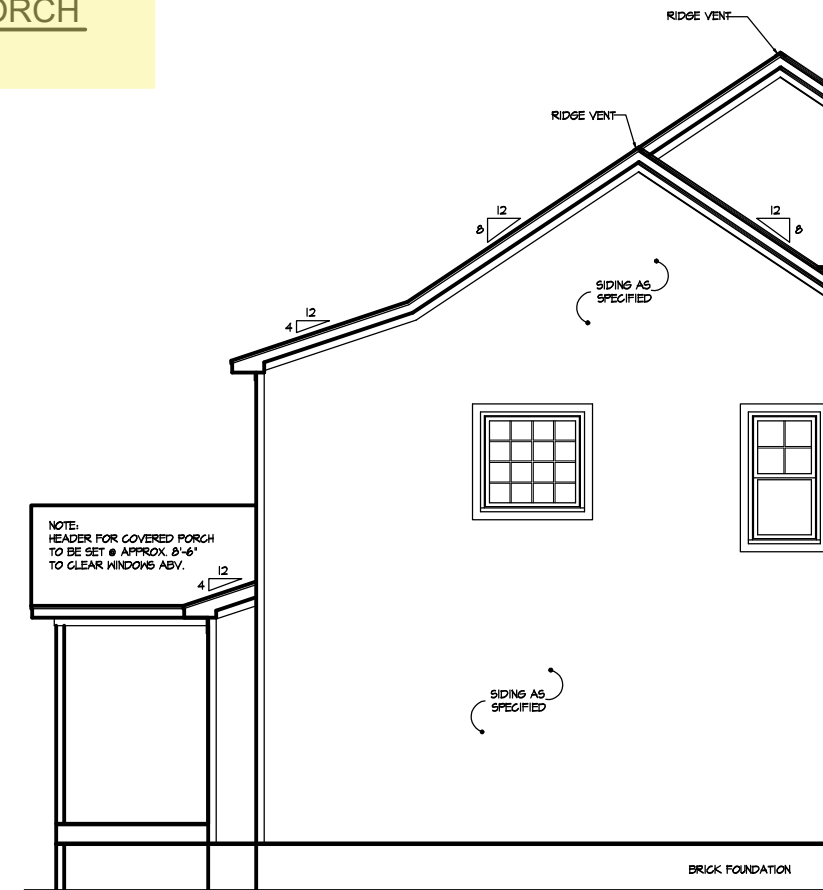 RIDGE VENT
RIDGE VENT
12
8
12
8
SIDING AS
SPECIFIED
12
4
NOTE:
HEADER FOR COVERED PORCH
TO BE SET @ APPROX. 8'-6"
TO CLEAR WINDOWS ABV.
12
4
SIDING AS
SPECIFIED
BRICK FOUNDATION